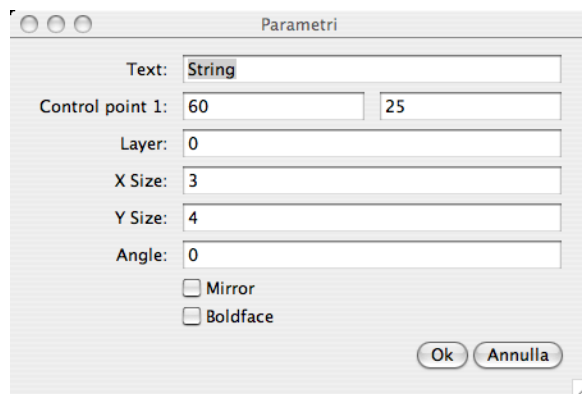 Parametri
Text: String
Control point 1: 60 25
Layer: 0
X Size: 3
Y Size: 4
Angle: 0
Mirror
Boldface
Ok Annulla